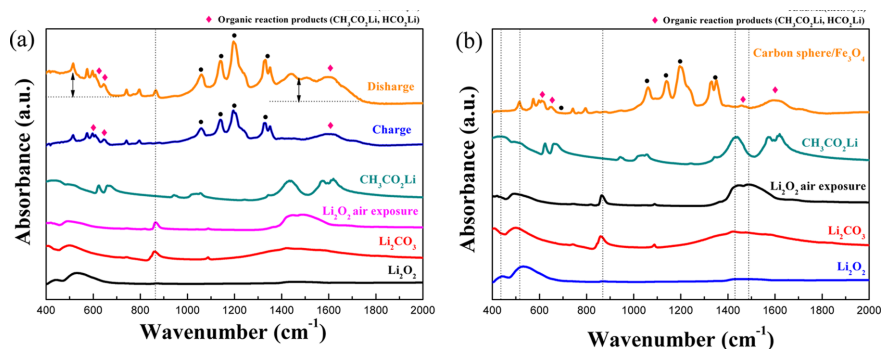 ♦ Organic reaction products (CH3CO2Li, HCO2Li)
(a)
Disharge
Charge
CH3CO2Li
Li2O2 air exposure
Li2CO3
Li2O2
Absorbance (a.u.)
400 600 800 1000 1200 1400 1600 1800 2000
Wavenumber (cm-1)
♦ Organic reaction products (CH3CO2Li, HCO2Li)
(b)
Carbon sphere/Fe3O4
CH3CO2Li
Li2O2 air exposure
Li2CO3
Li2O2
Absorbance (a.u.)
400 600 800 1000 1200 1400 1600 1800 2000
Wavenumber (cm-1)